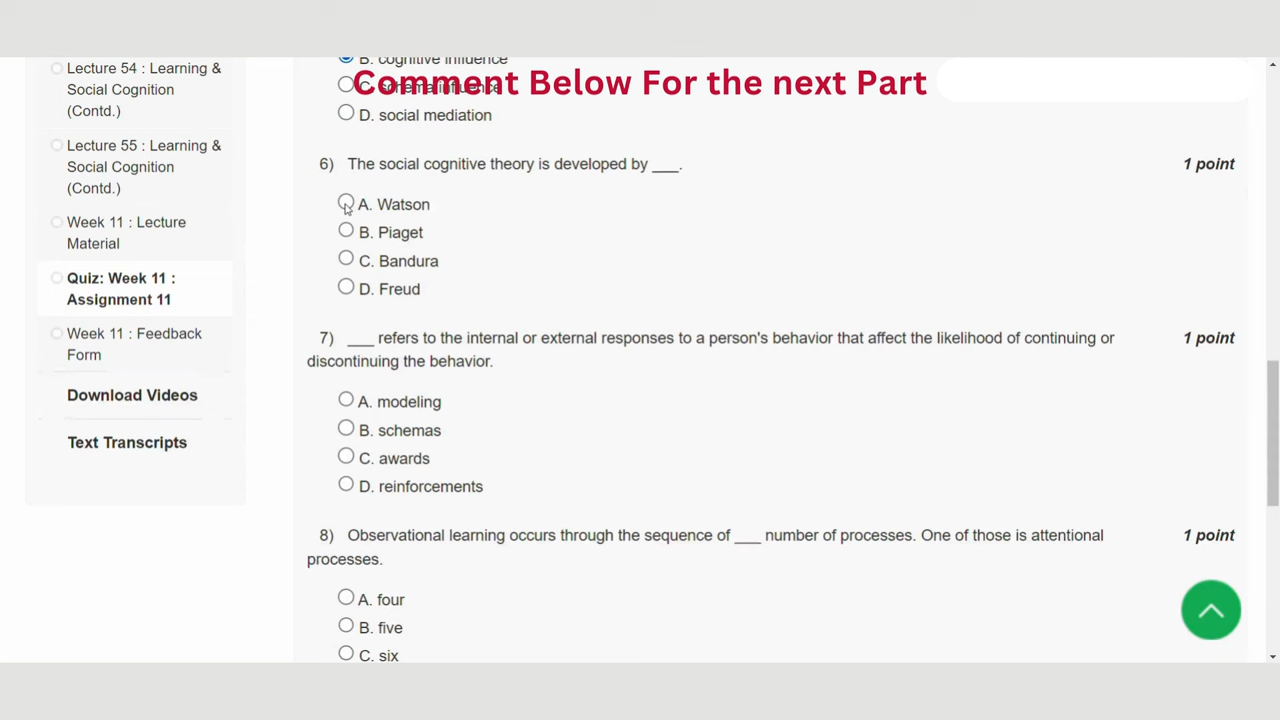 Lecture 54 : Learning &
Social Cognition
(Contd.)
Lecture 55 : Learning &
Social Cognition
(Contd.)
Week 11 : Lecture
Material
Quiz: Week 11 :
Assignment 11
Week 11 : Feedback
Form
Download Videos
Text Transcripts
B. cognitive influence
Comment Below For the next Part
C. schema influence
D. social mediation
6) The social cognitive theory is developed by ___.
1 point
A. Watson
B. Piaget
C. Bandura
D. Freud
7) ___ refers to the internal or external responses to a person's behavior that affect the likelihood of continuing or
1 point
discontinuing the behavior.
A. modeling
B. schemas
C. awards
D. reinforcements
8) Observational learning occurs through the sequence of ___ number of processes. One of those is attentional
1 point
processes.
A. four
B. five
C. six